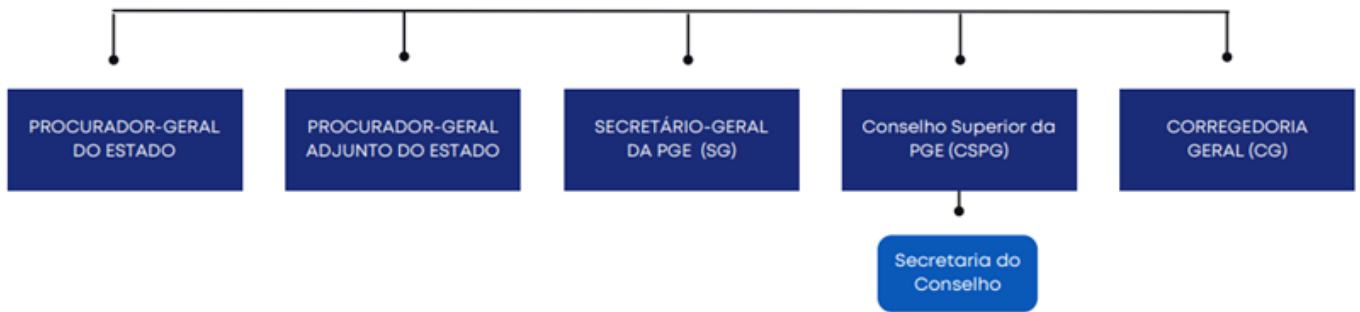 PROCURADOR-GERAL
DO ESTADO
PROCURADOR-GERAL
ADJUNTO DO ESTADO
SECRETÁRIO-GERAL
DA PGE (SG)
Conselho Superior da
PGE (CSPG)
CORREGEDORIA
GERAL (CG)
Secretaria do
Conselho